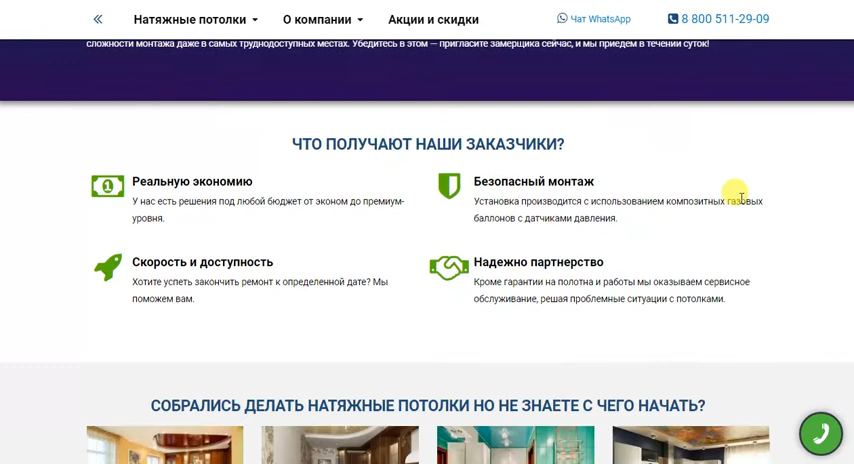 Натяжные потолки О компании Акции и скидки Чат WhatsApp 8 800 511-29-09
сложности монтажа даже в самых труднодоступных местах. Убедитесь в этом — пригласите замерщика сейчас, и мы приедем в течении суток!
ЧТО ПОЛУЧАЮТ НАШИ ЗАКАЗЧИКИ?
Реальную экономию
У нас есть решения под любой бюджет от эконом до премиум-
уровня.
Безопасный монтаж
Установка производится с использованием композитных газовых
баллонов с датчиками давления.
Скорость и доступность
Хотите успеть закончить ремонт к определенной дате? Мы
поможем вам.
Надежно партнерство
Кроме гарантии на полотна и работы мы оказываем сервисное
обслуживание, решая проблемные ситуации с потолками.
СОБРАЛИСЬ ДЕЛАТЬ НАТЯЖНЫЕ ПОТОЛКИ НО НЕ ЗНАЕТЕ С ЧЕГО НАЧАТЬ?